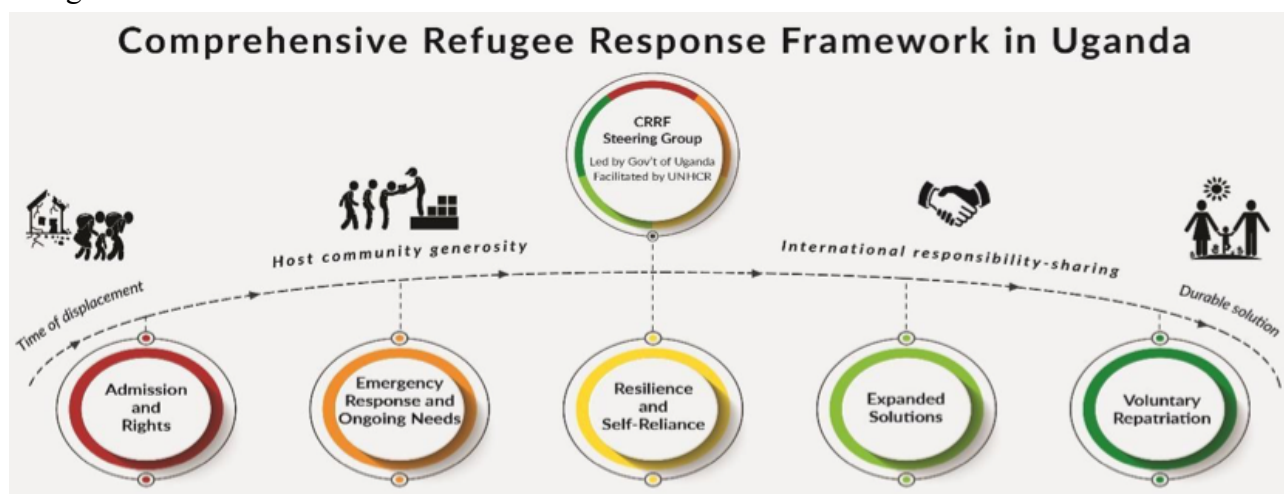 Comprehensive Refugee Response Framework in Uganda
CRRF
Steering Group
Led by Gov't of Uganda
Facilitated by UNHCR
Time of displacement
Host community generosity
International responsibility-sharing
Durable solution
Admission
and
Rights
Emergency
Response and
Ongoing Needs
Resilience
and
Self-Reliance
Expanded
Solutions
Voluntary
Repatriation